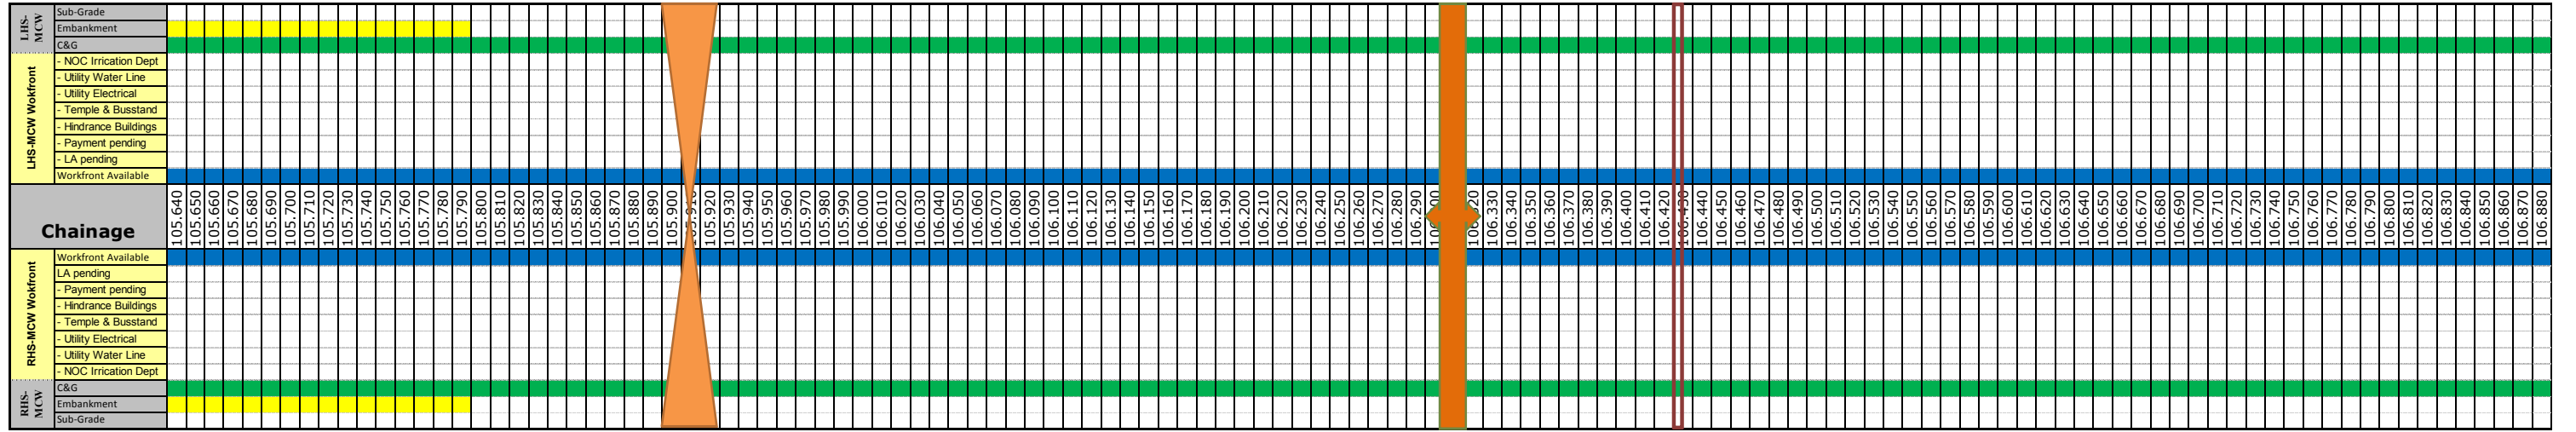 LHS-
MCW
Sub-Grade
Embankment
C&G
LHS-MCW Wokfront
- NOC Irrication Dept
- Utility Water Line
- Utility Electrical
- Temple & Busstand
- Hindrance Buildings
- Payment pending
- LA pending
Workfront Available
Chainage
105.640 105.650 105.660 105.670 105.680 105.690 105.700 105.710 105.720 105.730 105.740 105.750 105.760 105.770 105.780 105.790 105.800 105.810 105.820 105.830 105.840 105.850 105.860 105.870 105.880 105.890 105.900 105.920 105.930 105.940 105.950 105.960 105.970 105.980 105.990 106.000 106.010 106.020 106.030 106.040 106.050 106.060 106.070 106.080 106.090 106.100 106.110 106.120 106.130 106.140 106.150 106.160 106.170 106.180 106.190 106.200 106.210 106.220 106.230 106.240 106.250 106.260 106.270 106.280 106.290 106.330 106.340 106.350 106.360 106.370 106.380 106.390 106.400 106.410 106.420 106.440 106.450 106.460 106.470 106.480 106.490 106.500 106.510 106.520 106.530 106.540 106.550 106.560 106.570 106.580 106.590 106.600 106.610 106.620 106.630 106.640 106.650 106.660 106.670 106.680 106.690 106.700 106.710 106.720 106.730 106.740 106.750 106.760 106.770 106.780 106.790 106.800 106.810 106.820 106.830 106.840 106.850 106.860 106.870 106.880
RHS-MCW Wokfront
Workfront Available
LA pending
- Payment pending
- Hindrance Buildings
- Temple & Busstand
- Utility Electrical
- Utility Water Line
- NOC Irrication Dept
RHS-
MCW
C&G
Embankment
Sub-Grade